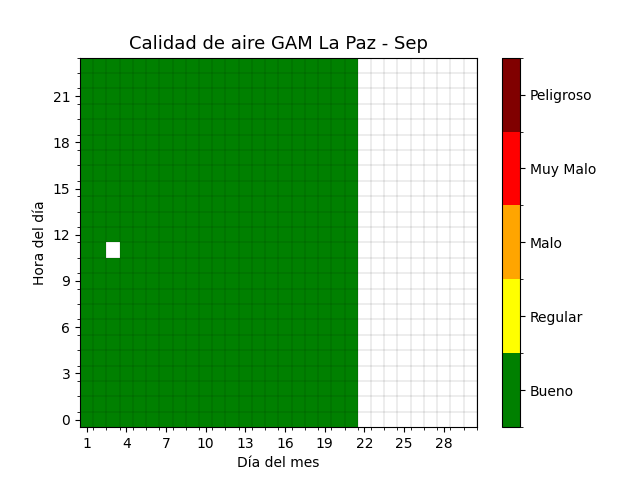 Calidad de aire GAM La Paz - Sep
Hora del día
21
18
15
12
9
6
3
0
1 4 7 10 13 16 19 22 25 28
Día del mes
Peligroso
Muy Malo
Malo
Regular
Bueno